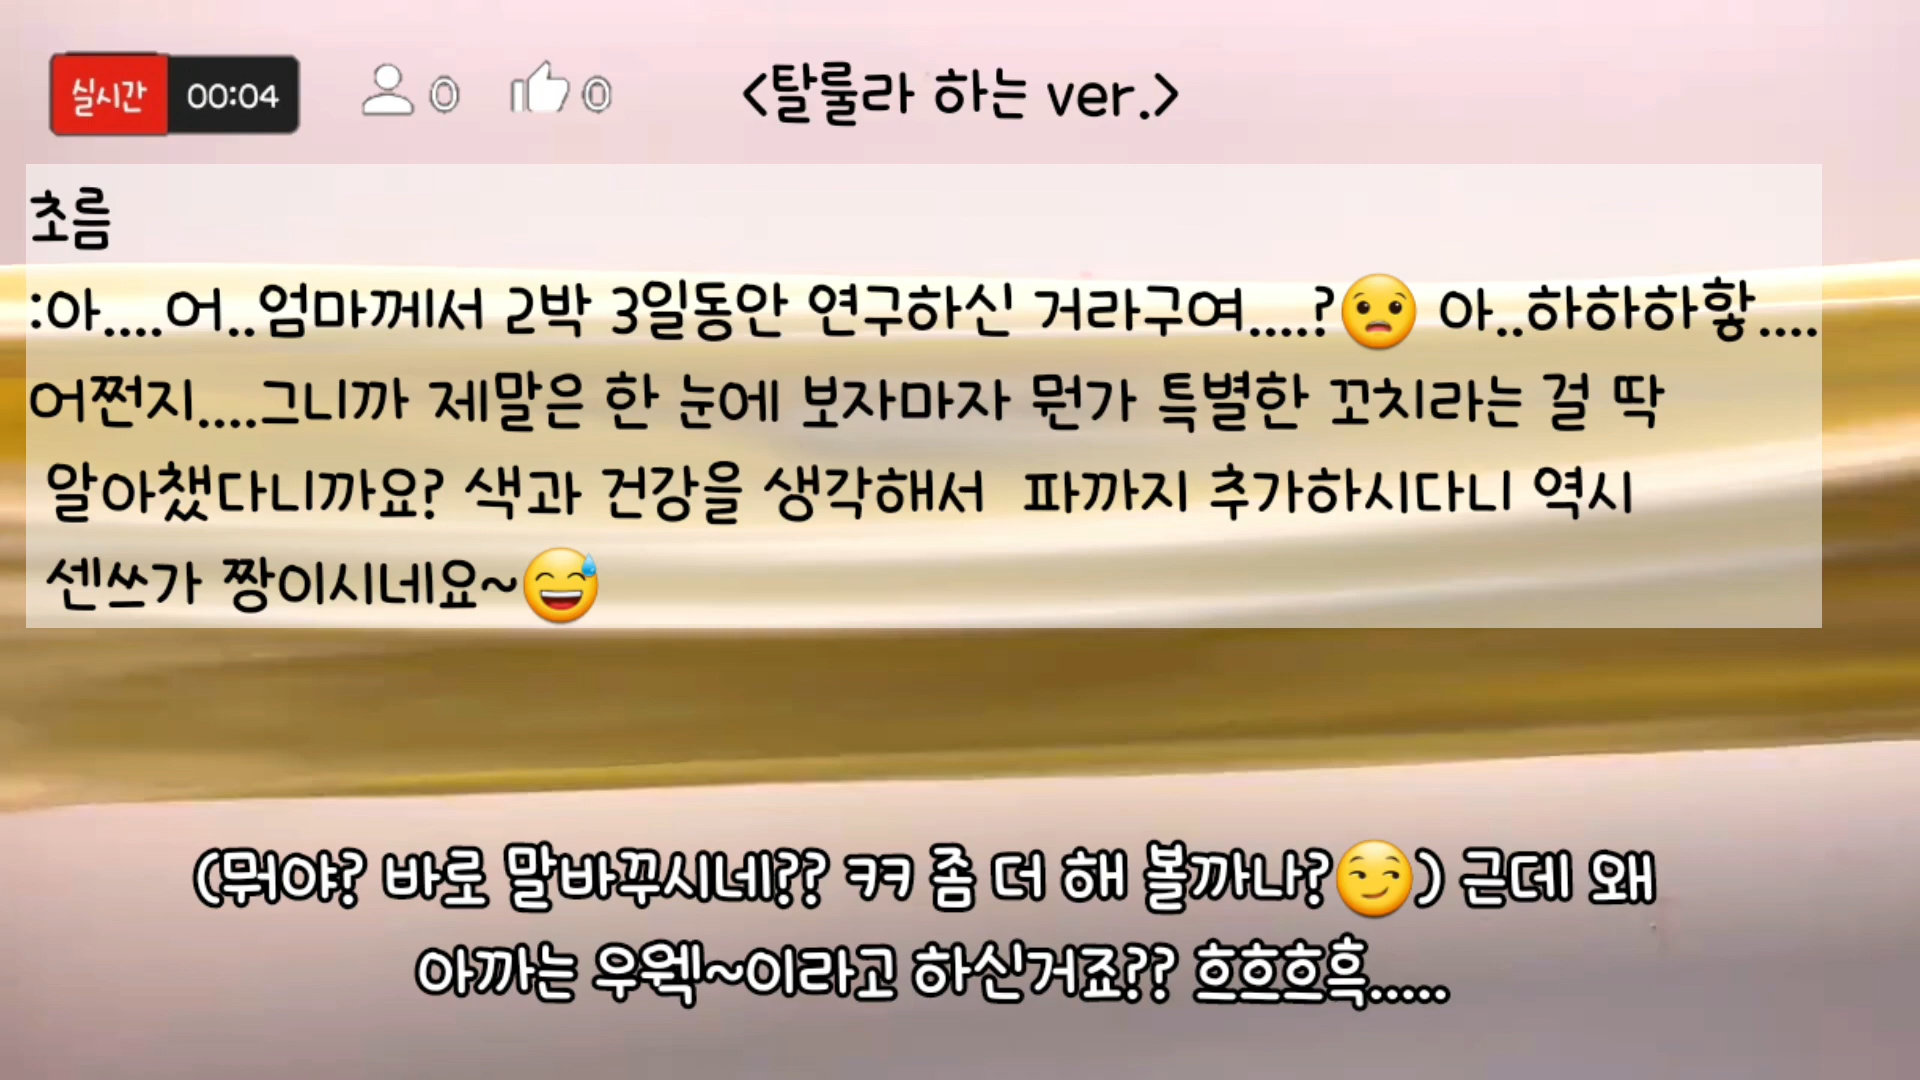 실시간 00:04 0 0 <탈룰라 하는 ver.>
초름
:아....어..엄마께서 2박 3일동안 연구하신 거라구여....?😦 아..하하하핳....
어쩐지....그니까 제말은 한 눈에 보자마자 뭔가 특별한 꼬치라는 걸 딱
알아챘다니까요? 색과 건강을 생각해서 파까지 추가하시다니 역시
센쓰가 짱이시네요~😅
(뭐야? 바로 말바꾸시네?? ㅋㅋ 좀 더 해 볼까나?😏) 근데 왜
아까는 우웩~이라고 하신거죠?? 흐흐흐흑.....